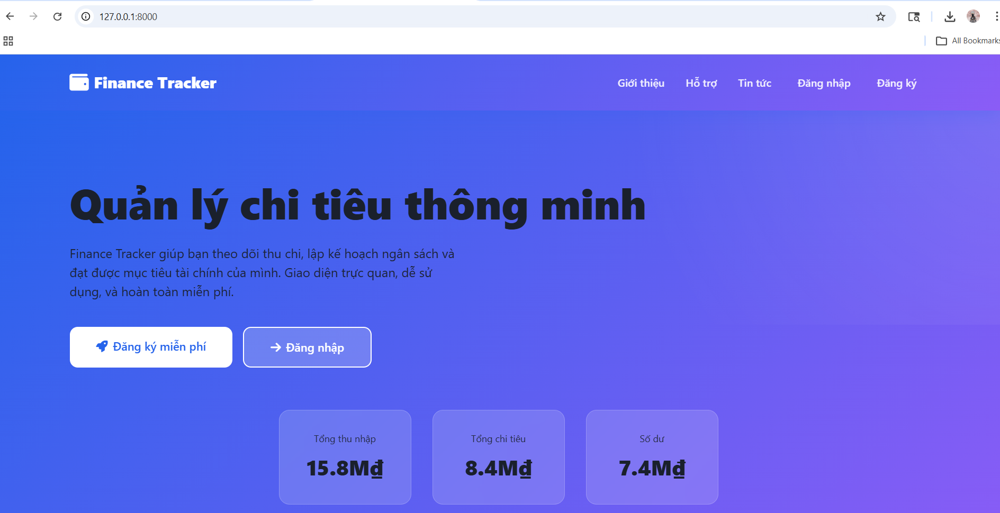 127.0.0.1:8000
All Bookmarks
Finance Tracker
Giới thiệu
Hỗ trợ
Tin tức
Đăng nhập
Đăng ký
Quản lý chi tiêu thông minh
Finance Tracker giúp bạn theo dõi thu chi, lập kế hoạch ngân sách và
đạt được mục tiêu tài chính của mình. Giao diện trực quan, dễ sử
dụng, và hoàn toàn miễn phí.
Đăng ký miễn phí
Đăng nhập
Tổng thu nhập
15.8M₫
Tổng chi tiêu
8.4M₫
Số dư
7.4M₫